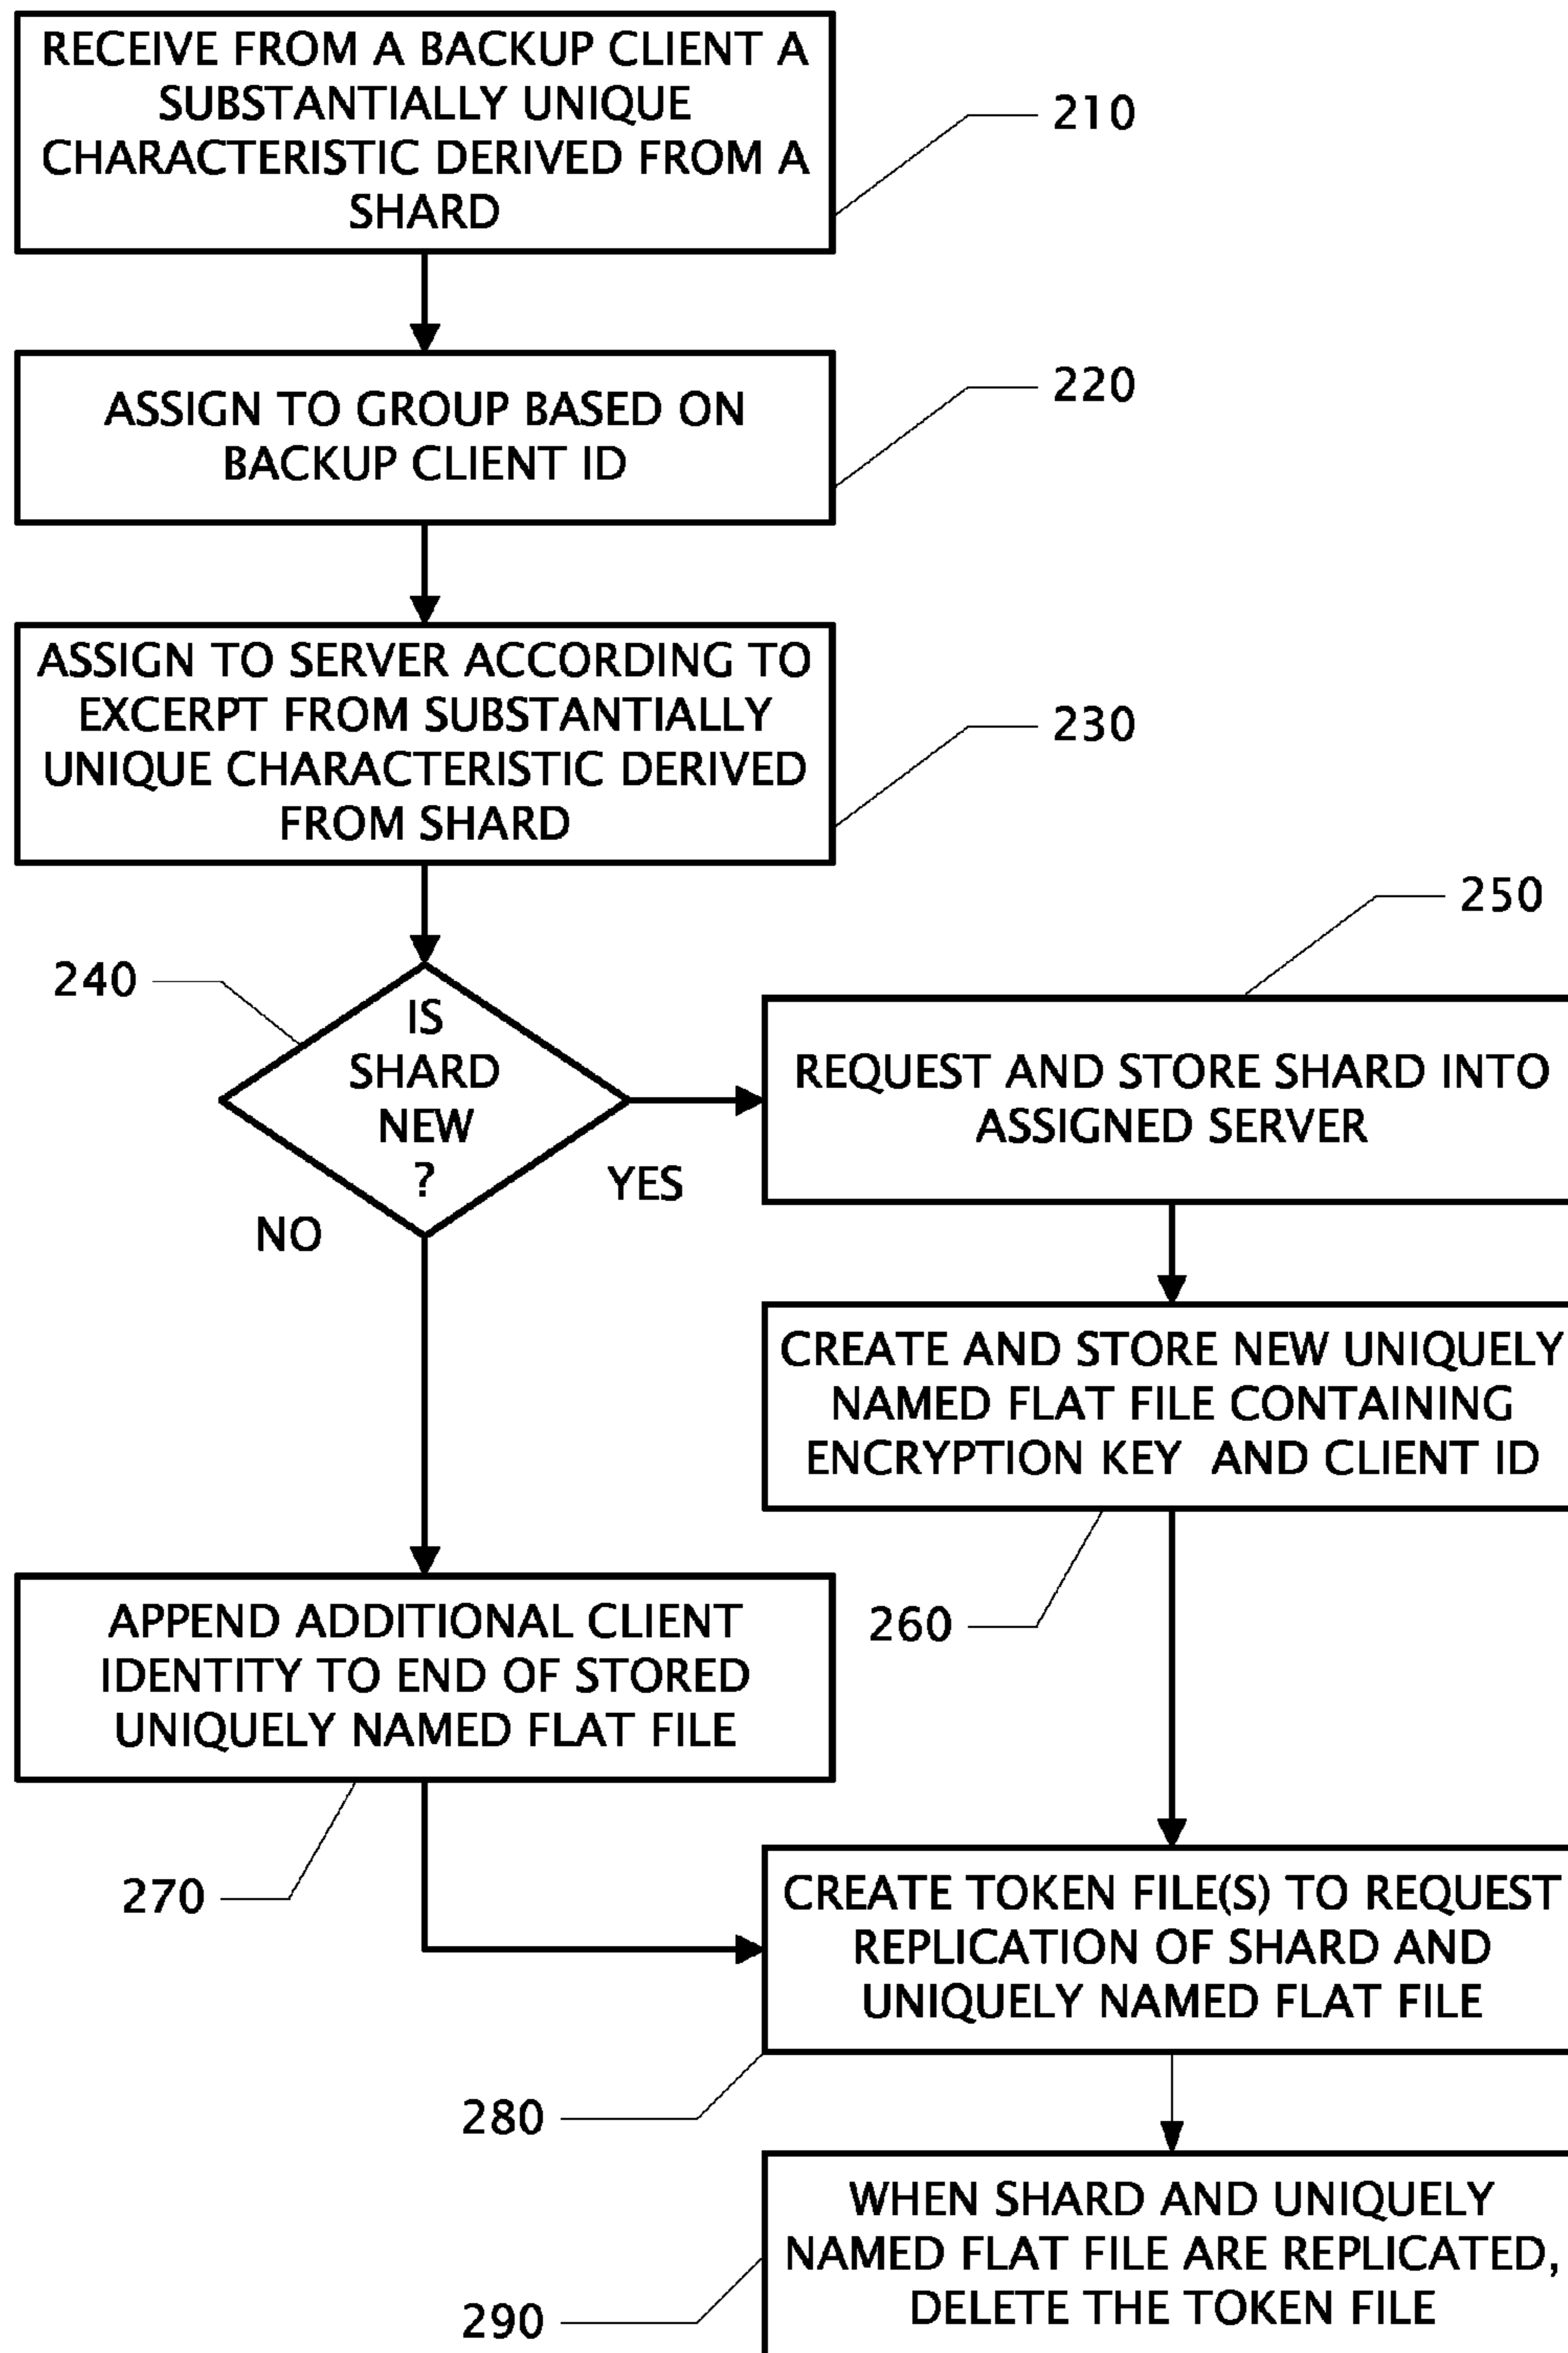 RECEIVE FROM A BACKUP CLIENT A
SUBSTANTIALLY UNIQUE
CHARACTERISTIC DERIVED FROM A
SHARD
210
ASSIGN TO GROUP BASED ON
BACKUP CLIENT ID
220
ASSIGN TO SERVER ACCORDING TO
EXCERPT FROM SUBSTANTIALLY
UNIQUE CHARACTERISTIC DERIVED
FROM SHARD
230
240
IS
SHARD
NEW
?
YES
NO
250
REQUEST AND STORE SHARD INTO
ASSIGNED SERVER
CREATE AND STORE NEW UNIQUELY
NAMED FLAT FILE CONTAINING
ENCRYPTION KEY AND CLIENT ID
260
APPEND ADDITIONAL CLIENT
IDENTITY TO END OF STORED
UNIQUELY NAMED FLAT FILE
270
CREATE TOKEN FILE(S) TO REQUEST
REPLICATION OF SHARD AND
UNIQUELY NAMED FLAT FILE
280
WHEN SHARD AND UNIQUELY
NAMED FLAT FILE ARE REPLICATED,
DELETE THE TOKEN FILE
290